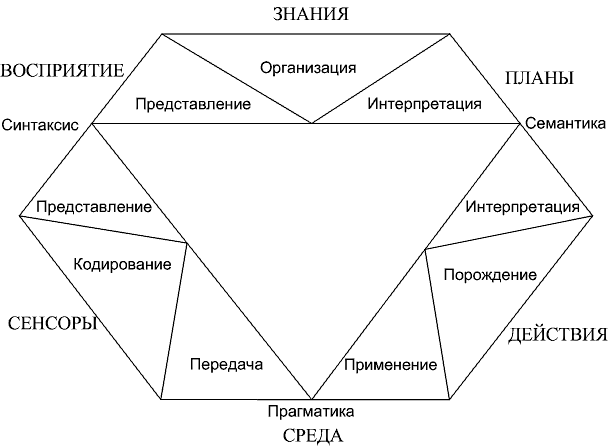 ЗНАНИЯ
ВОСПРИЯТИЕ
Организация
ПЛАНЫ
Представление
Интерпретация
Синтаксис
Семантика
Представление
Интерпретация
Кодирование
Порождение
СЕНСОРЫ
ДЕЙСТВИЯ
Передача
Применение
Прагматика
СРЕДА